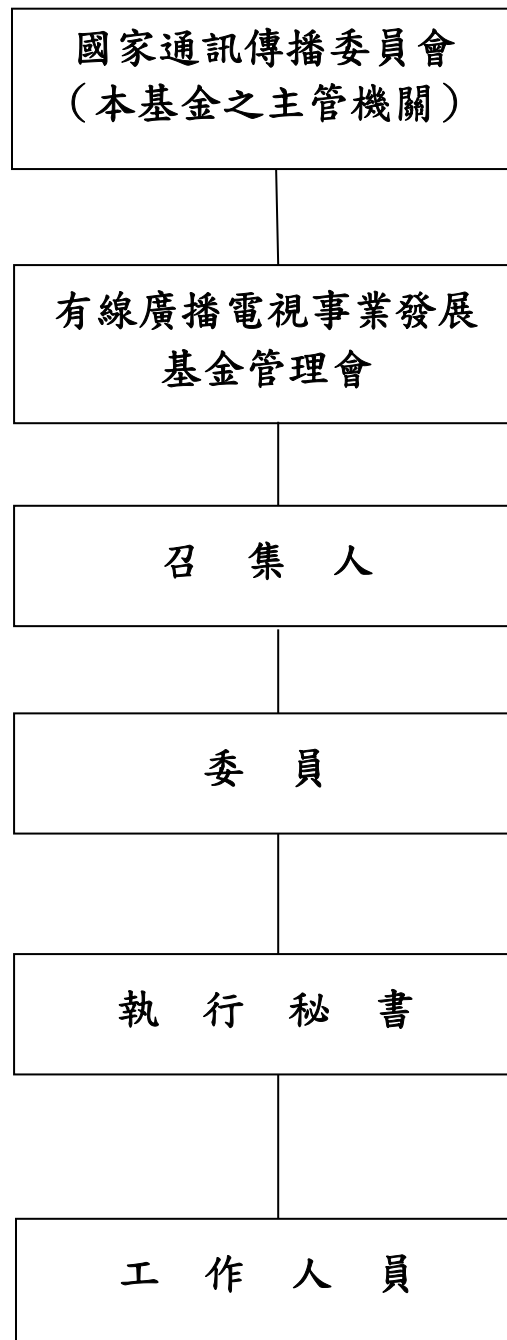 國家通訊傳播委員會
（本基金之主管機關）
有線廣播電視事業發展
基金管理會
召 集 人
委 員
執 行 秘 書
工 作 人 員